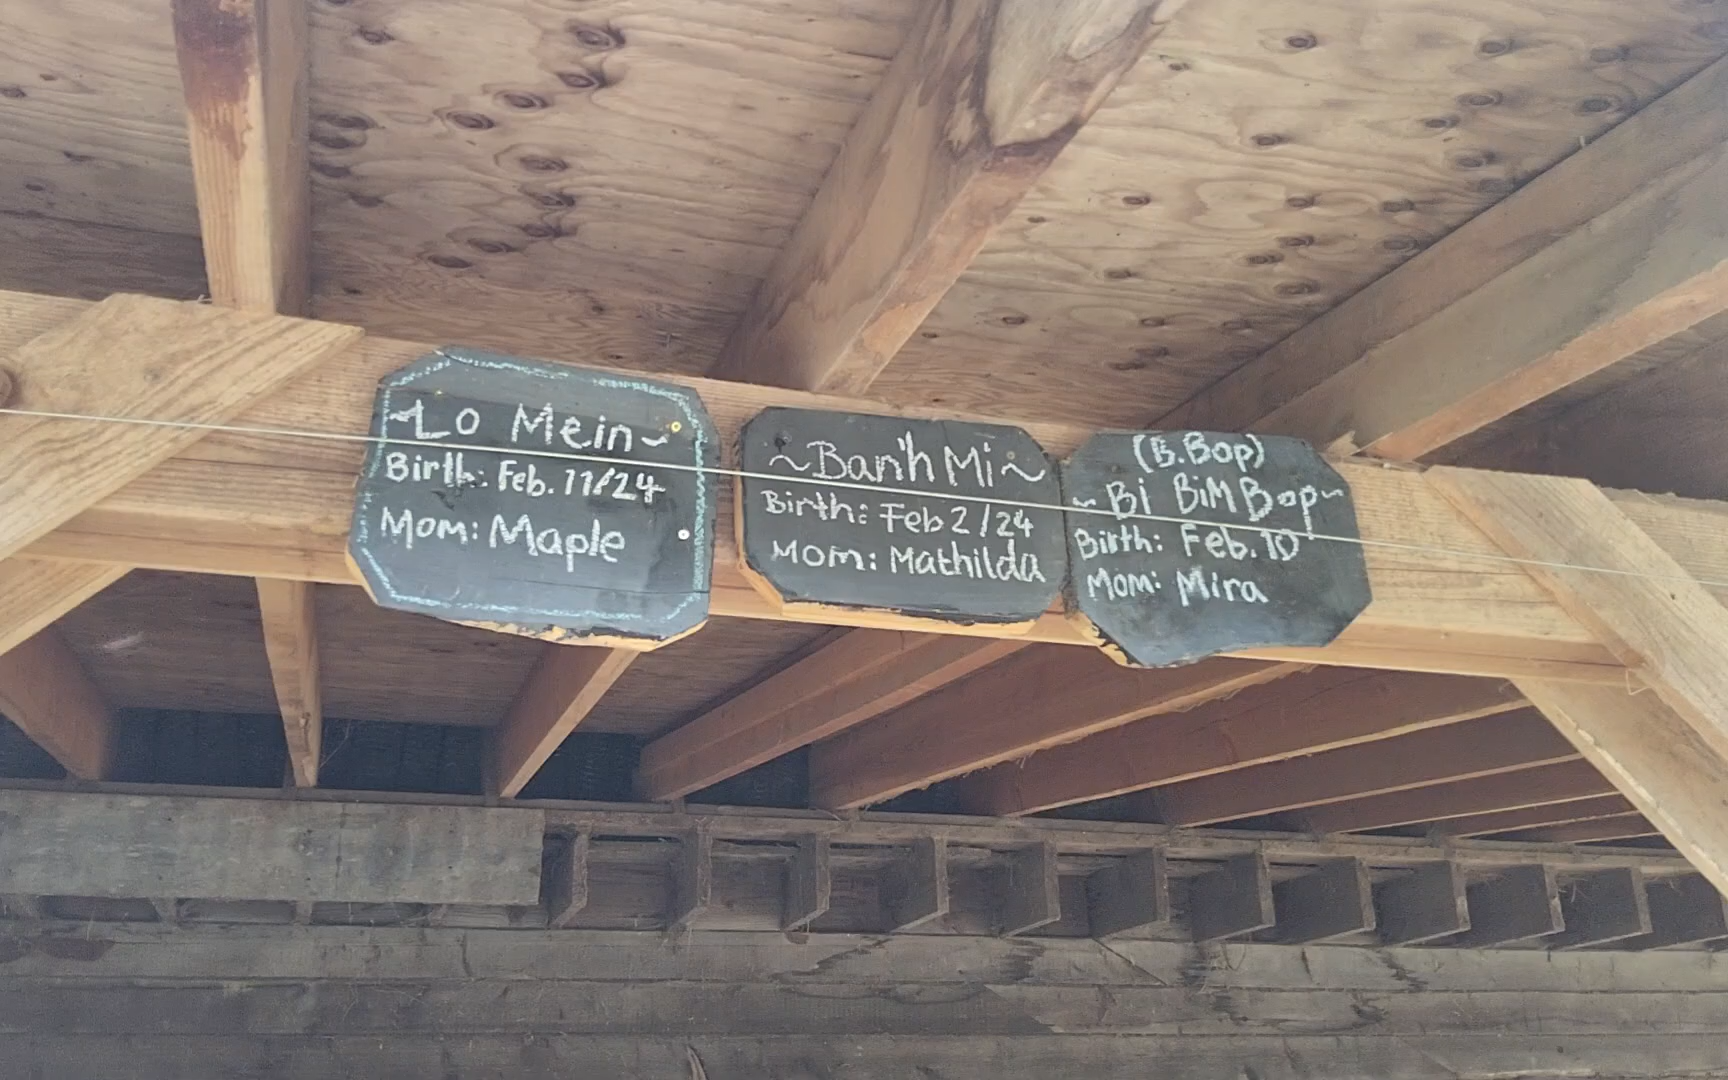 ~Lo Mein~
Birth: Feb. 11/24
Mom: Maple
~Banh Mi~
Birth: Feb 2/24
Mom: Mathilda
(B.Bop)
~Bi BiM Bop~
Birth: Feb. 10
Mom: Mira